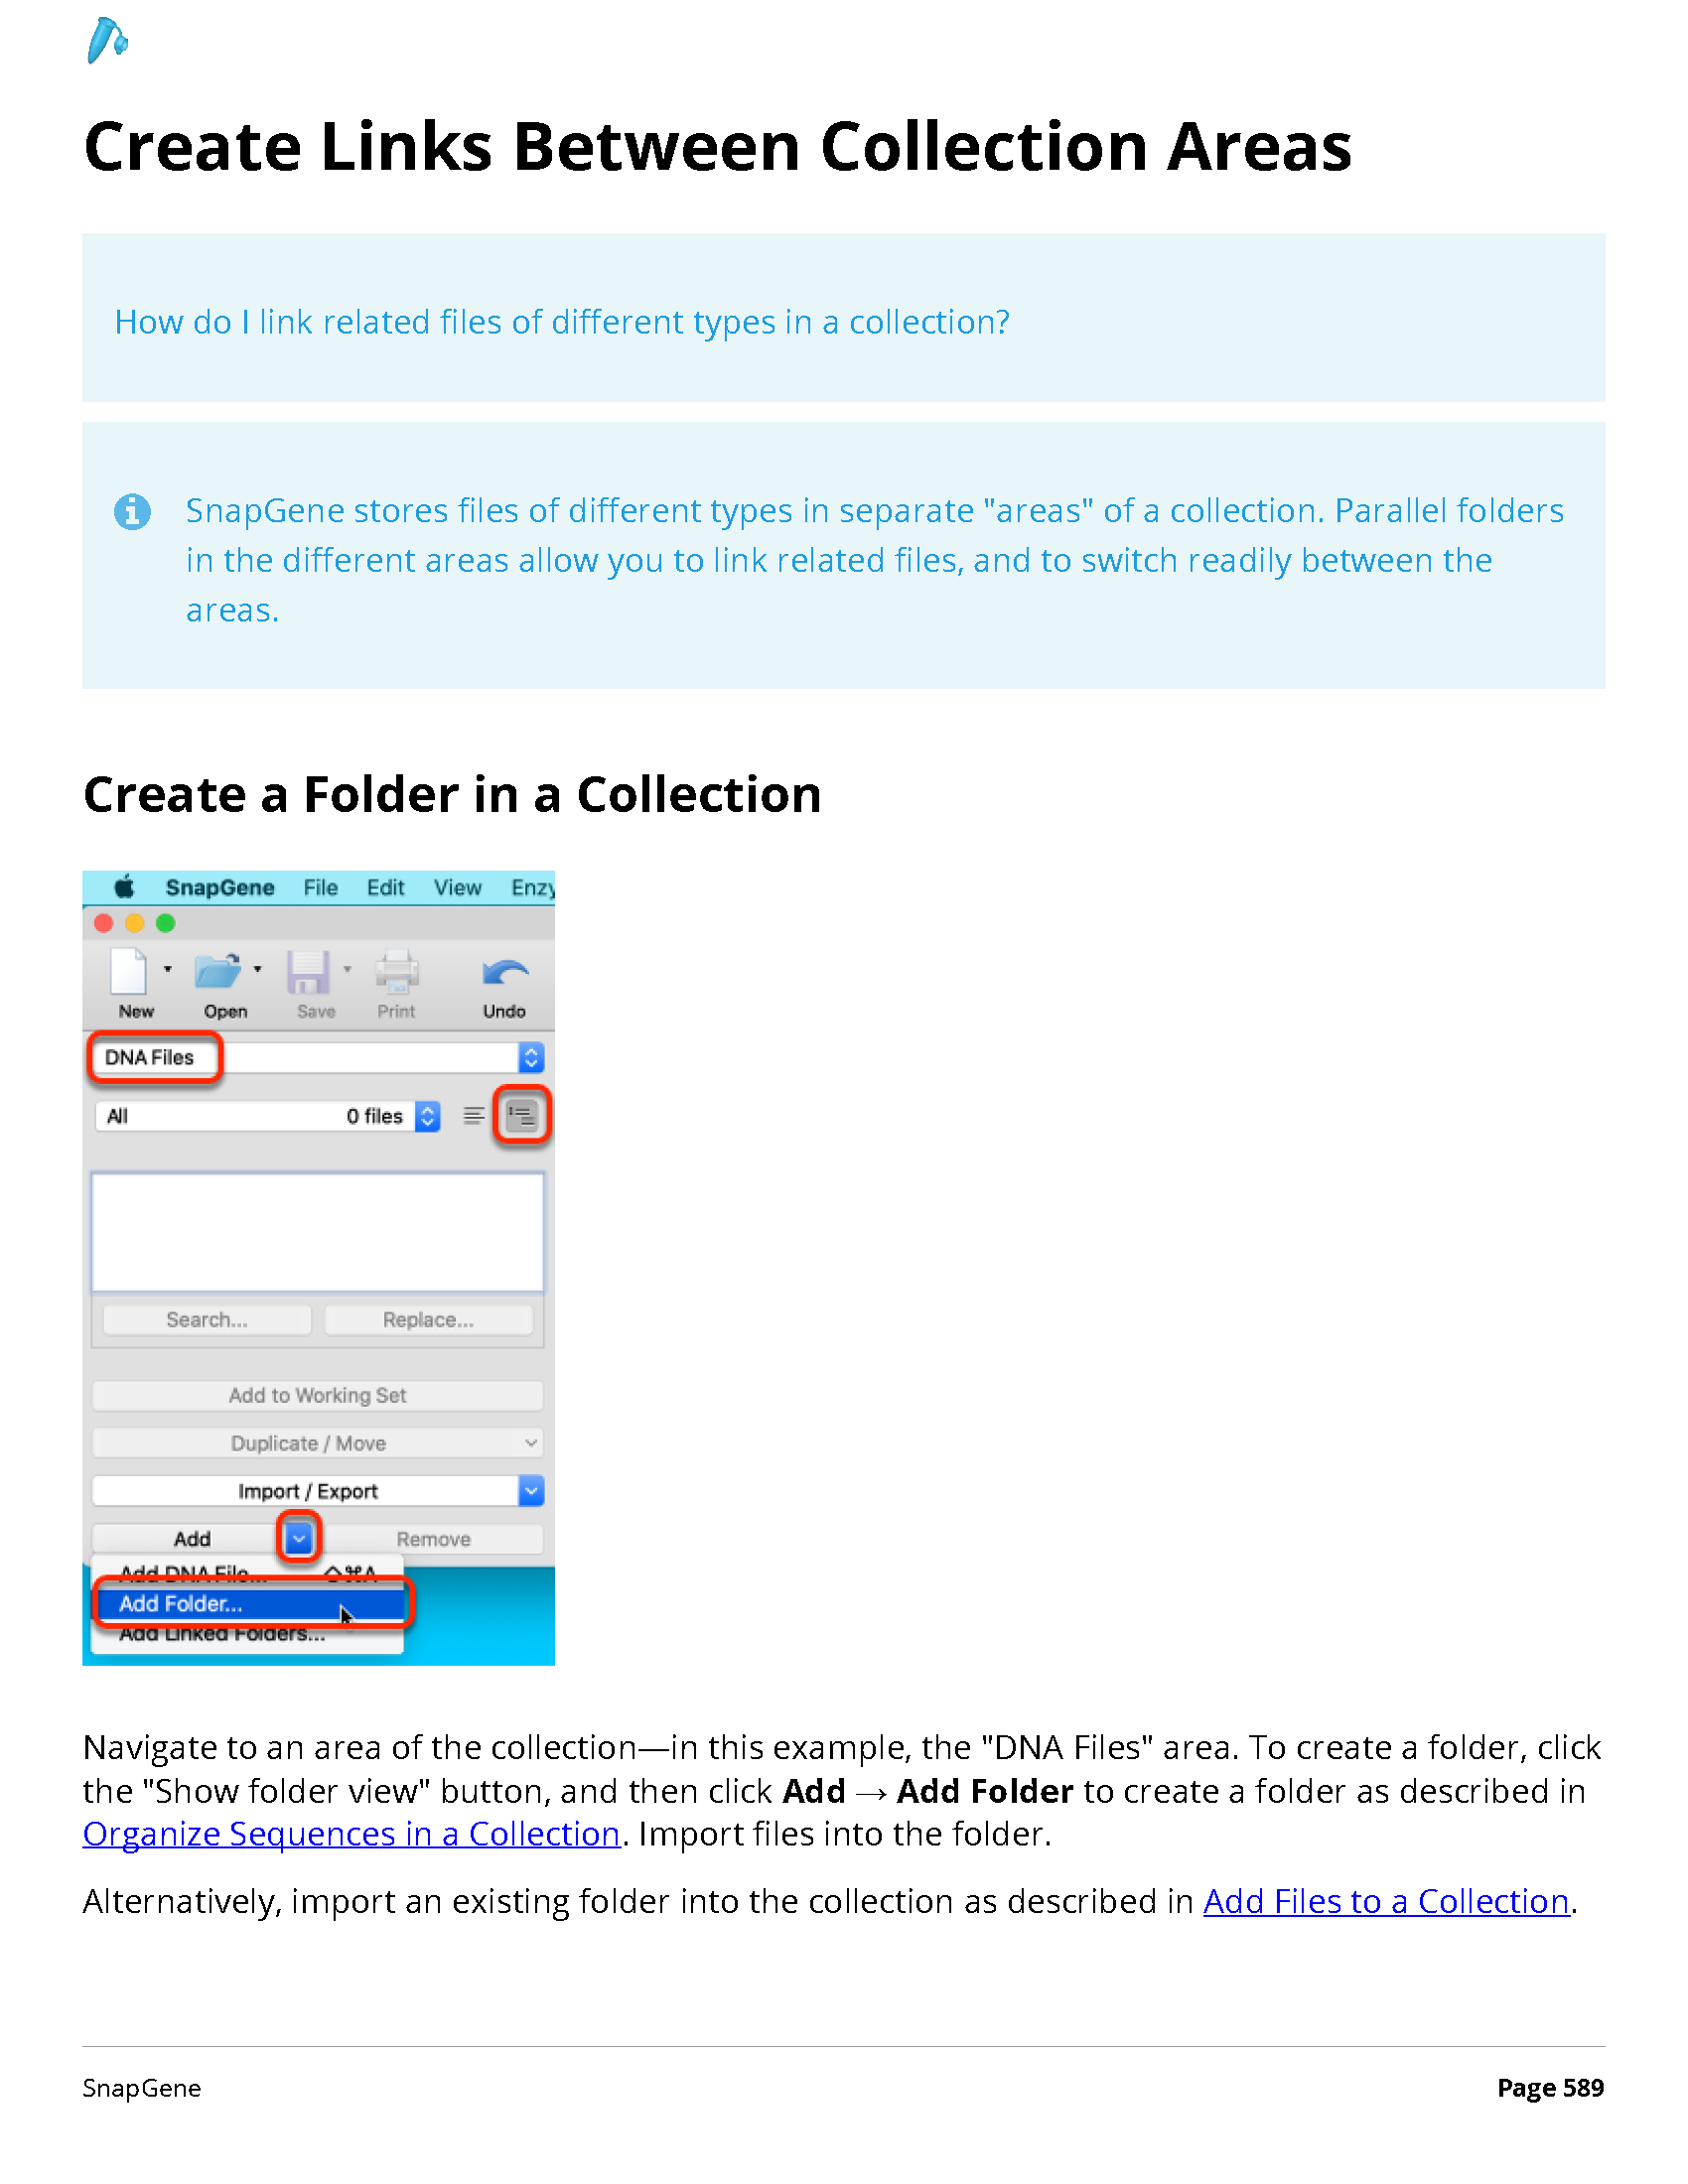 Create Links Between Collection Areas
How do I link related files of different types in a collection?
SnapGene stores files of different types in separate "areas" of a collection. Parallel folders
in the different areas allow you to link related files, and to switch readily between the
areas.
Create a Folder in a Collection
SnapGene File Edit View Enzy
New Open Save Print Undo
DNA Files
All 0 files
Search... Replace...
Add to Working Set
Duplicate / Move
Import / Export
Add Remove
Add DNA File... ⇧⌘A
Add Folder...
Add Linked Folders...
Navigate to an area of the collection—in this example, the "DNA Files" area. To create a folder, click
the "Show folder view" button, and then click Add → Add Folder to create a folder as described in
Organize Sequences in a Collection. Import files into the folder.
Alternatively, import an existing folder into the collection as described in Add Files to a Collection.
SnapGene Page 589